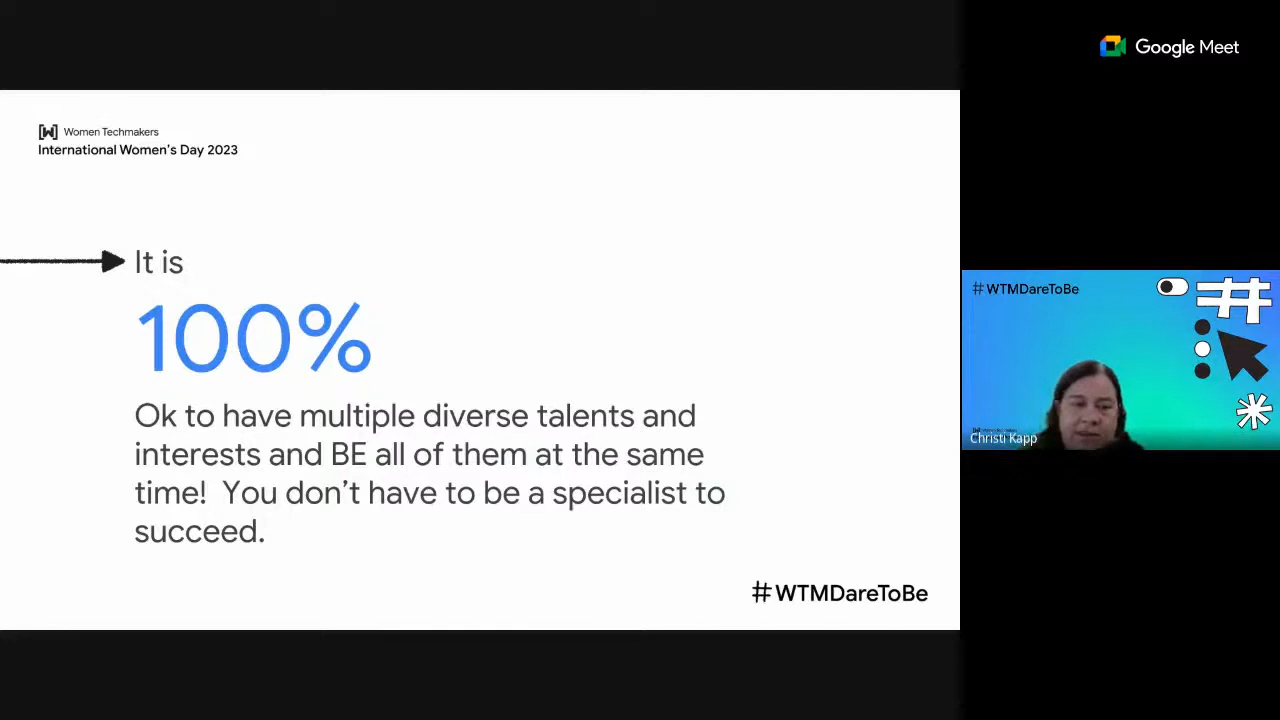 Google Meet
Women Techmakers
International Women's Day 2023
It is
100%
Ok to have multiple diverse talents and
interests and BE all of them at the same
time!  You don't have to be a specialist to
succeed.
#WTMDareToBe
#WTMDareToBe
Christi Kapp